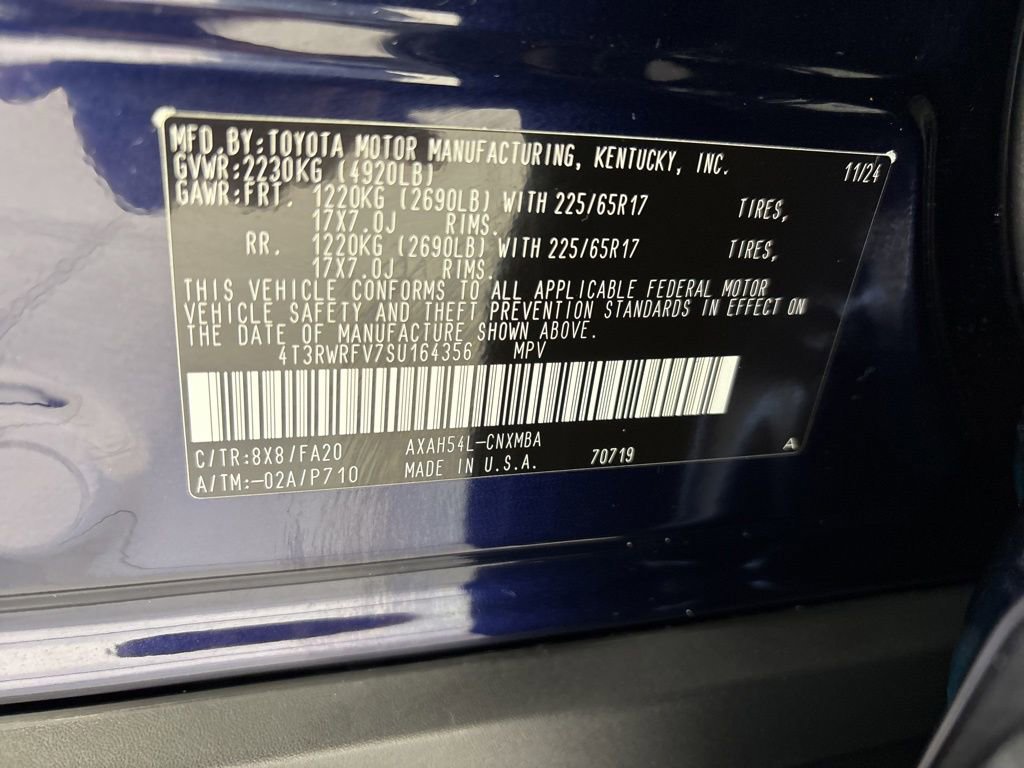 MFD.BY:TOYOTA MOTOR MANUFACTURING, KENTUCKY, INC. 11/24
GVWR:2230KG (4920LB)
GAWR:FRT. 1220KG (2690LB) WITH 225/65R17 TIRES,
17X7.0J RIMS.
RR. 1220KG (2690LB) WITH 225/65R17 TIRES,
17X7.0J RIMS.
THIS VEHICLE CONFORMS TO ALL APPLICABLE FEDERAL MOTOR
VEHICLE SAFETY AND THEFT PREVENTION STANDARDS IN EFFECT ON
THE DATE OF MANUFACTURE SHOWN ABOVE.
4T3RWRFV7SU164356 MPV
C/TR:8X8/FA20 AXAH54L-CNXMBA 70719 A
A/TM:-02A/P710 MADE IN U.S.A.